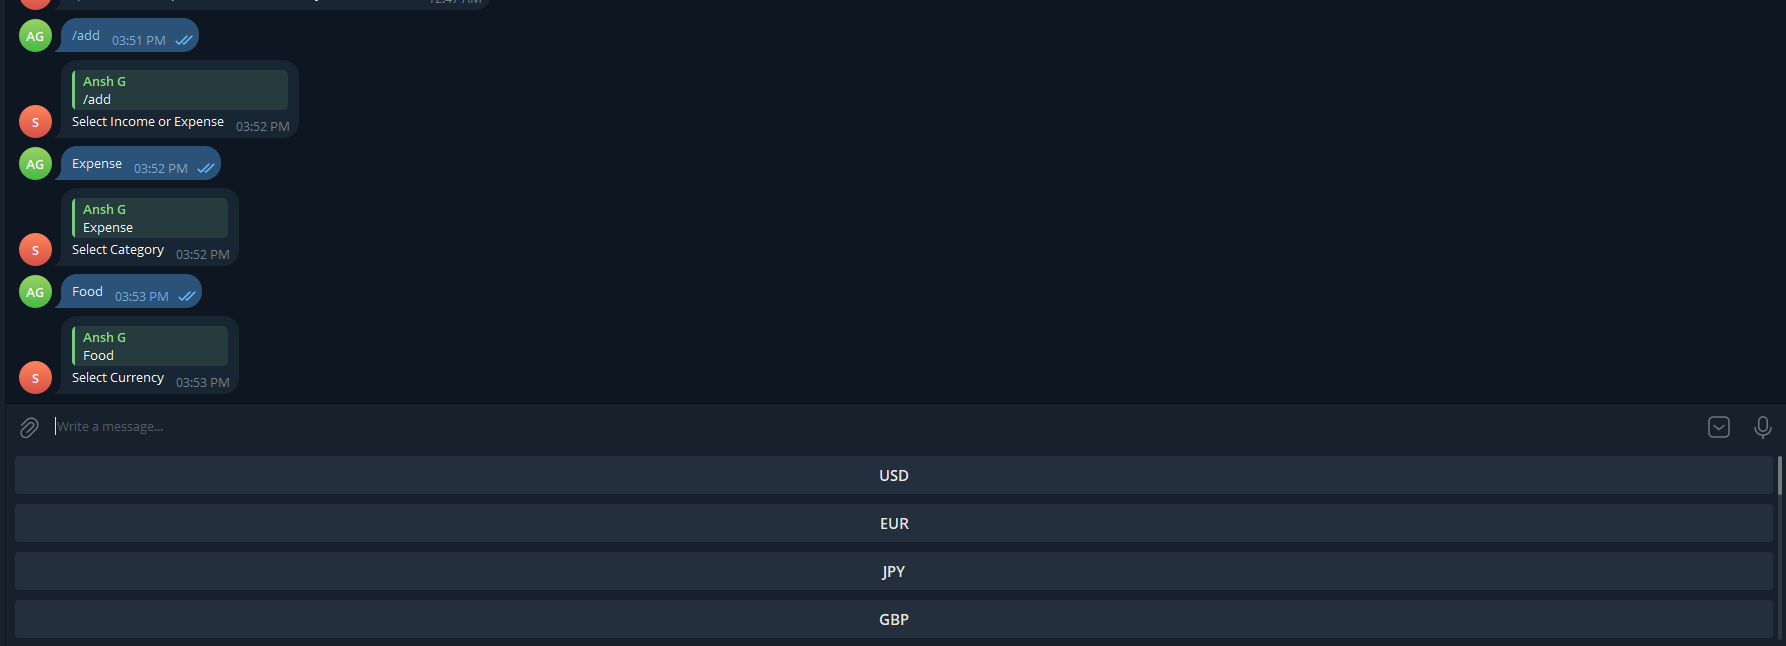 AG
/add 03:51 PM
Ansh G
/add
S
Select Income or Expense 03:52 PM
AG
Expense 03:52 PM
Ansh G
Expense
S
Select Category 03:52 PM
AG
Food 03:53 PM
Ansh G
Food
S
Select Currency 03:53 PM
Write a message...
USD
EUR
JPY
GBP